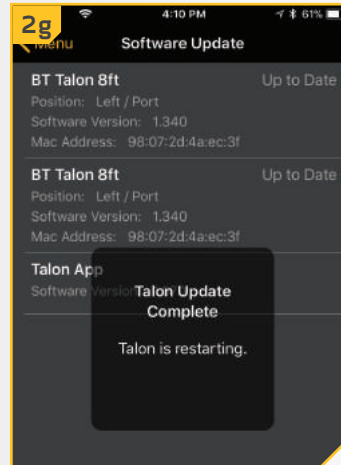 2g
4:10 PM
61%
Menu
Software Update
BT Talon 8ft
Up to Date
Position: Left / Port
Software Version: 1.340
Mac Address: 98:07:2d:4a:ec:3f
BT Talon 8ft
Up to Date
Position: Left / Port
Software Version: 1.340
Mac Address: 98:07:2d:4a:ec:3f
Talon App
Software Version
Talon Update
Complete
Talon is restarting.